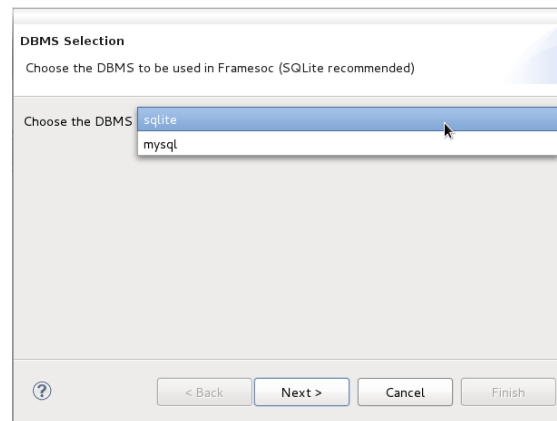 DBMS Selection
Choose the DBMS to be used in Framesoc (SQLite recommended)
Choose the DBMS sqlite
mysql
? < Back Next > Cancel Finish